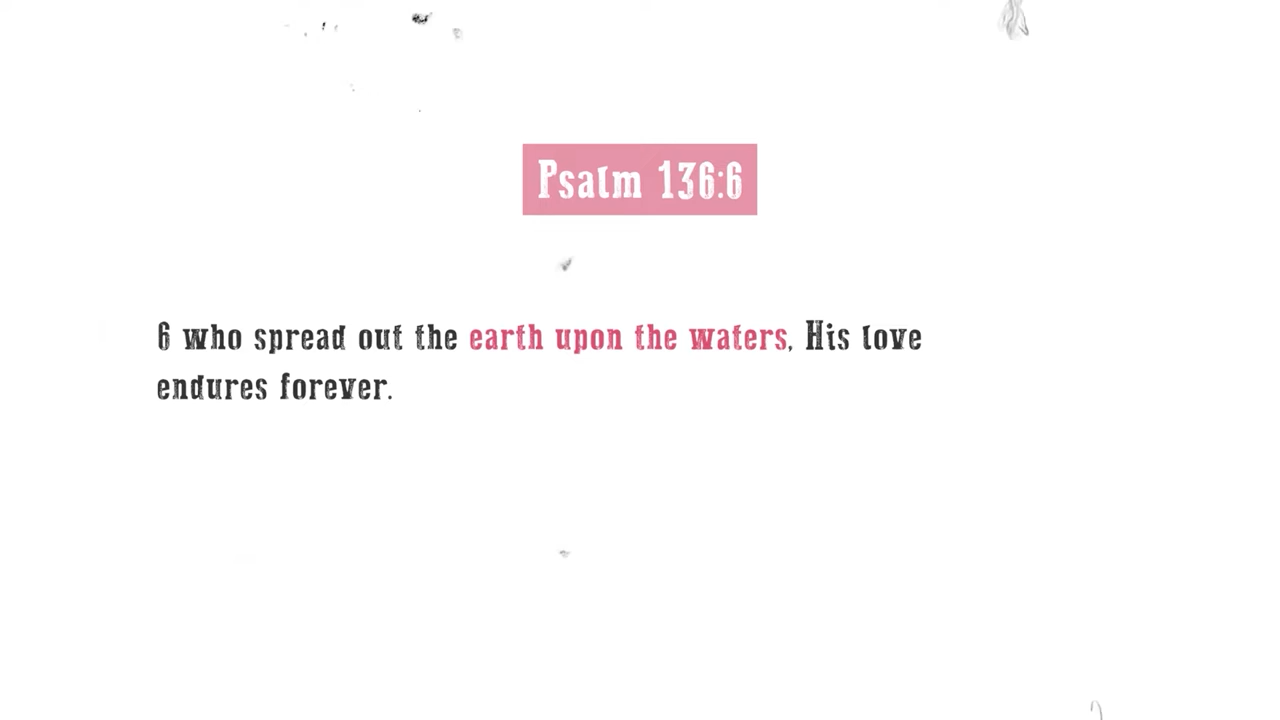 Psalm 136:6
6 who spread out the earth upon the waters, His love
endures forever.